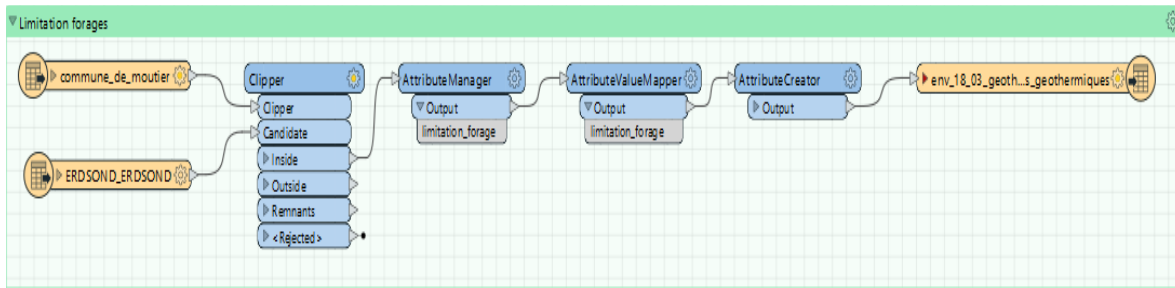 Limitation forages
commune_de_moutier
ERDSOND_ERDSOND
Clipper
Clipper
Candidate
Inside
Outside
Remnants
<Rejected>
AttributeManager
Output
limitation_forage
AttributeValueMapper
Output
limitation_forage
AttributeCreator
Output
env_18_03_geoth...s_geothermiques